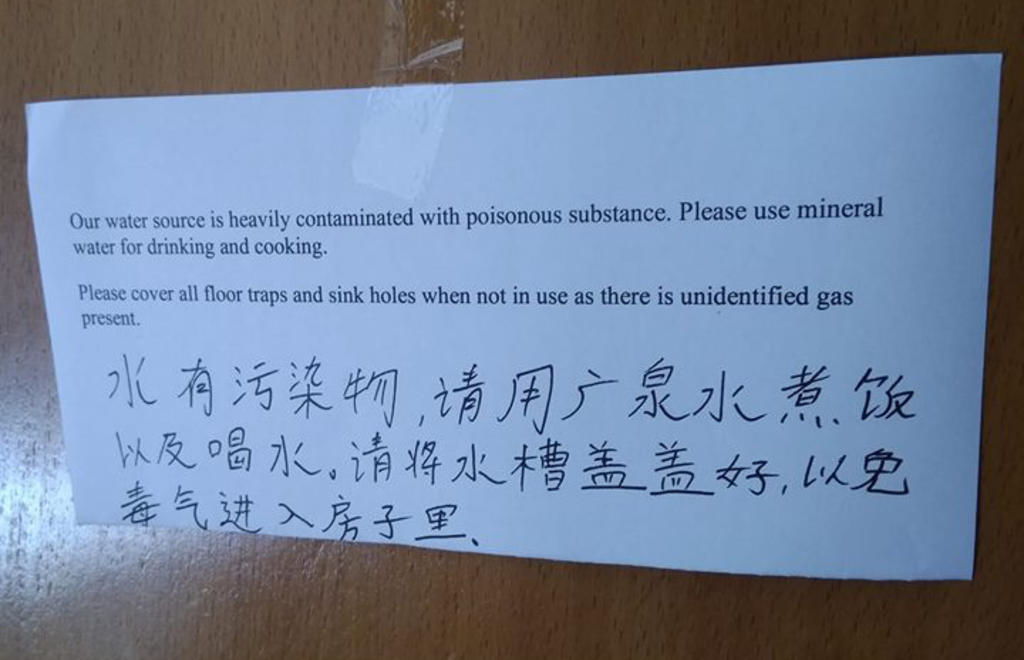 Our water source is heavily contaminated with poisonous substance. Please use mineral
water for drinking and cooking.
Please cover all floor traps and sink holes when not in use as there is unidentified gas
present.
水有污染物,请用广泉水煮饭
以及喝水。请将水槽盖盖好,以免
毒气进入房子里、